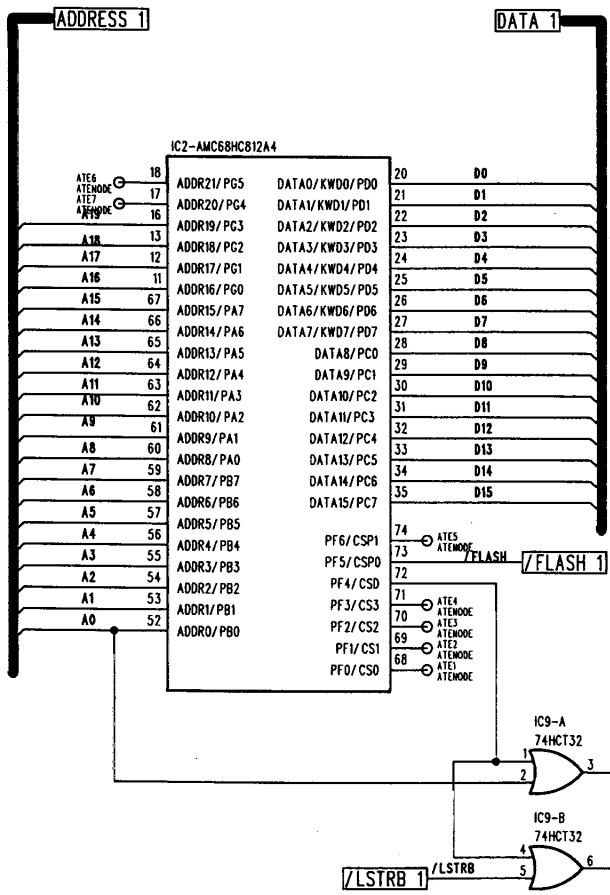 ADDRESS 1
DATA 1
IC2-AMC68HC812A4
ATE6
ATENODE
18
ADDR21/PG5
DATA0/KWD0/PD0
20
D0
ATE7
ATENODE
17
ADDR20/PG4
DATA1/KWD1/PD1
21
D1
A19
16
ADDR19/PG3
DATA2/KWD2/PD2
22
D2
A18
13
ADDR18/PG2
DATA3/KWD3/PD3
23
D3
A17
12
ADDR17/PG1
DATA4/KWD4/PD4
24
D4
A16
11
ADDR16/PG0
DATA5/KWD5/PD5
25
D5
A15
67
ADDR15/PA7
DATA6/KWD6/PD6
26
D6
A14
66
ADDR14/PA6
DATA7/KWD7/PD7
27
D7
A13
65
ADDR13/PA5
DATA8/PC0
28
D8
A12
64
ADDR12/PA4
DATA9/PC1
29
D9
A11
63
ADDR11/PA3
DATA10/PC2
30
D10
A10
62
ADDR10/PA2
DATA11/PC3
31
D11
A9
61
ADDR9/PA1
DATA12/PC4
32
D12
A8
60
ADDR8/PA0
DATA13/PC5
33
D13
A7
59
ADDR7/PB7
DATA14/PC6
34
D14
A6
58
ADDR6/PB6
DATA15/PC7
35
D15
A5
57
ADDR5/PB5
A4
56
ADDR4/PB4
PF6/CSP1
74
ATE5
ATENODE
A3
55
ADDR3/PB3
PF5/CSP0
73
/FLASH
/FLASH 1
A2
54
ADDR2/PB2
PF4/CSD
72
A1
53
ADDR1/PB1
PF3/CS3
71
ATE4
ATENODE
A0
52
ADDR0/PB0
PF2/CS2
70
ATE3
ATENODE
PF1/CS1
69
ATE2
ATENODE
PF0/CS0
68
ATE1
ATENODE
IC9-A
74HCT32
1
2
3
IC9-B
74HCT32
4
5
6
/LSTRB 1
/LSTRB